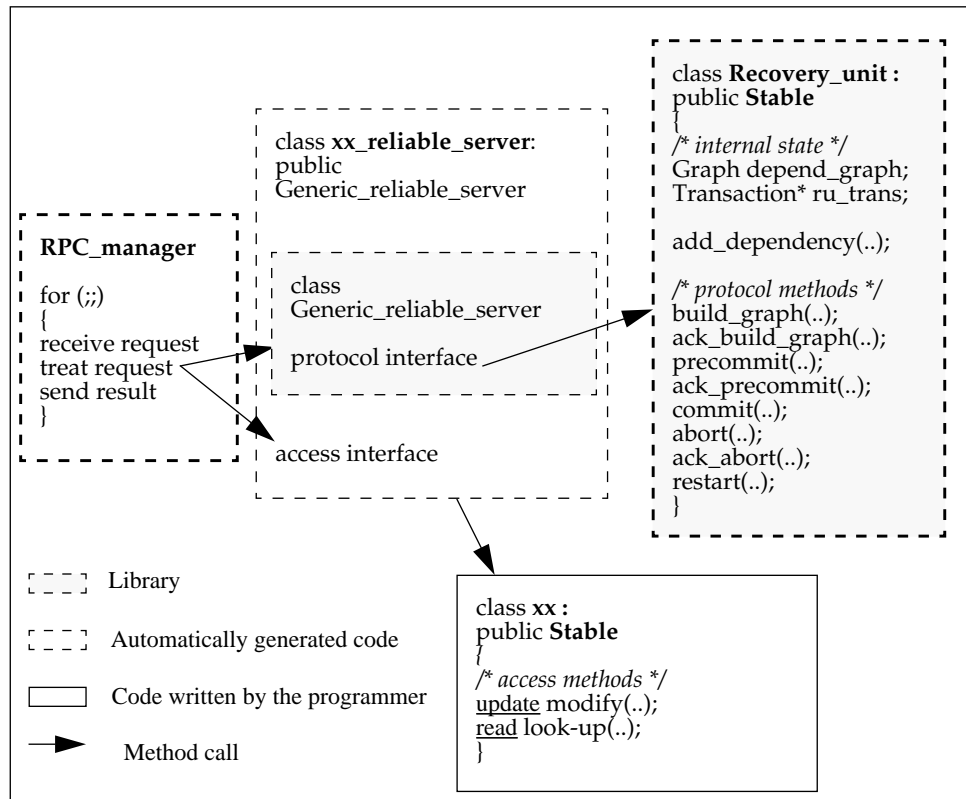 RPC_manager
for (;;)
{
receive request
treat request
send result
}
class xx_reliable_server:
public
Generic_reliable_server
class
Generic_reliable_server
protocol interface
access interface
class Recovery_unit :
public Stable
{
/* internal state */
Graph depend_graph;
Transaction* ru_trans;
add_dependency(..);
/* protocol methods */
build_graph(..);
ack_build_graph(..);
precommit(..);
ack_precommit(..);
commit(..);
abort(..);
ack_abort(..);
restart(..);
}
class xx :
public Stable
{
/* access methods */
update modify(..);
read look-up(..);
}
Library
Automatically generated code
Code written by the programmer
Method call